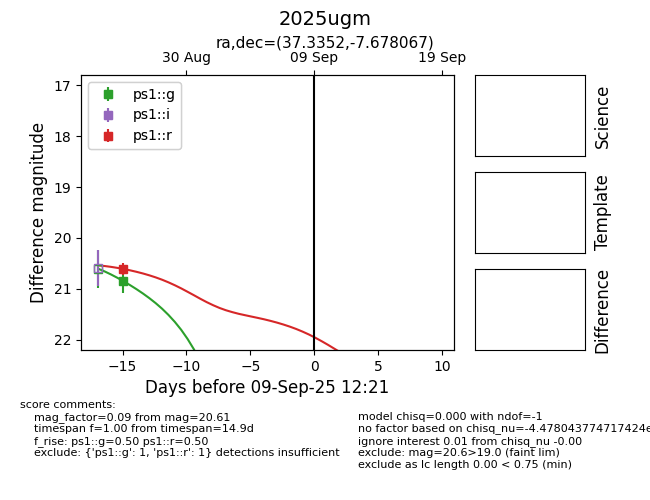 2025ugm
ra,dec=(37.3352,-7.678067)
30 Aug 09 Sep 19 Sep
ps1::g
ps1::i
ps1::r
17
18
19
20
21
22
Difference magnitude
−15 −10 −5 0 5 10
Days before 09-Sep-25 12:21
Science
Template
Difference
score comments:
mag_factor=0.09 from mag=20.61
timespan f=1.00 from timespan=14.9d
f_rise: ps1::g=0.50 ps1::r=0.50
exclude: {'ps1::g': 1, 'ps1::r': 1} detections insufficient
model chisq=0.000 with ndof=-1
no factor based on chisq_nu=-4.478043774717424e
ignore interest 0.01 from chisq_nu -0.00
exclude: mag=20.6>19.0 (faint lim)
exclude as lc length 0.00 < 0.75 (min)